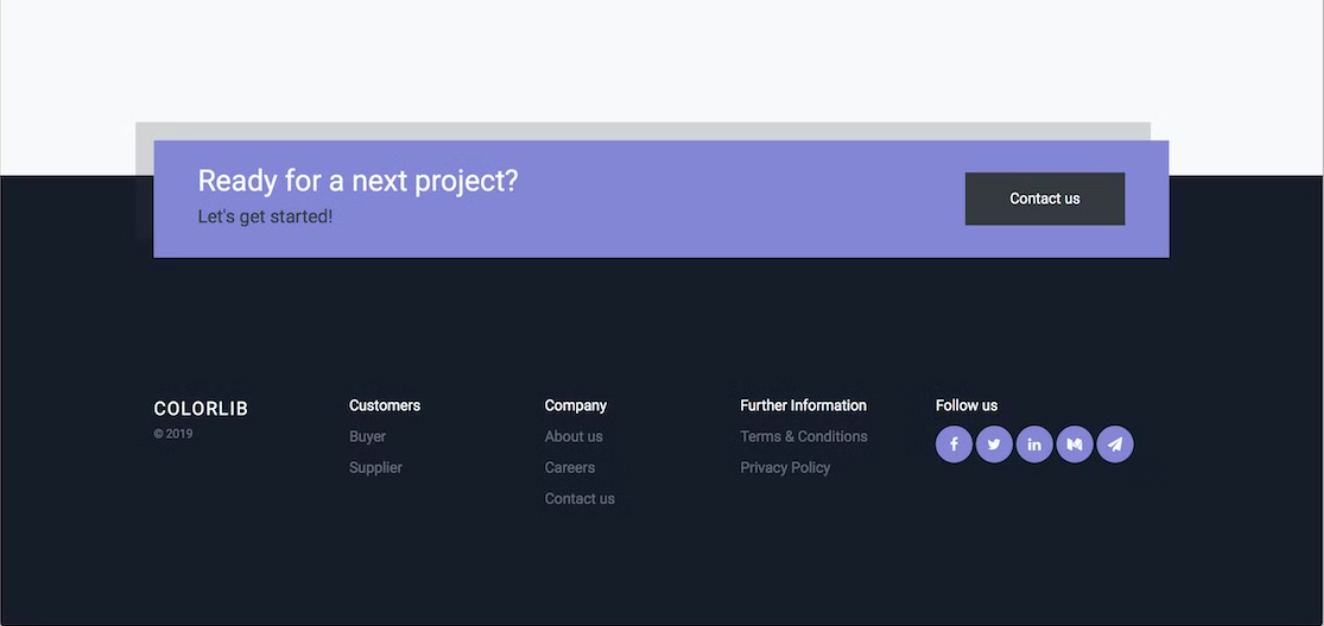 Ready for a next project?
Let's get started!
Contact us
COLORLIB
© 2019
Customers
Buyer
Supplier
Company
About us
Careers
Contact us
Further Information
Terms & Conditions
Privacy Policy
Follow us